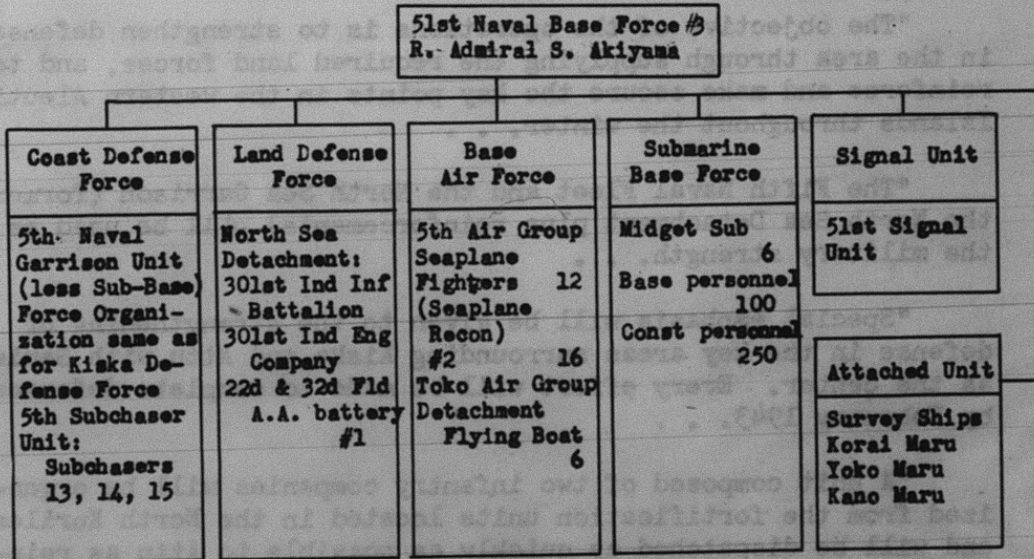 51st Naval Base Force #3
R. Admiral S. Akiyama
Coast Defense
Force
5th Naval
Garrison Unit
(less Sub-Base)
Force Organi-
zation same as
for Kiska De-
fense Force
5th Subchaser
Unit:
Subchasers
13, 14, 15
Land Defense
Force
North Sea
Detachment:
301st Ind Inf
Battalion
301st Ind Eng
Company
22d & 32d Fld
A.A. battery
#1
Base
Air Force
5th Air Group
Seaplane
Fighters 12
(Seaplane
Recon)
#2 16
Toko Air Group
Detachment
Flying Boat
6
Submarine
Base Force
Midget Sub
6
Base personnel
100
Const personnel
250
Signal Unit
51st Signal
Unit
Attached Unit
Survey Ships
Korai Maru
Yoko Maru
Kano Maru